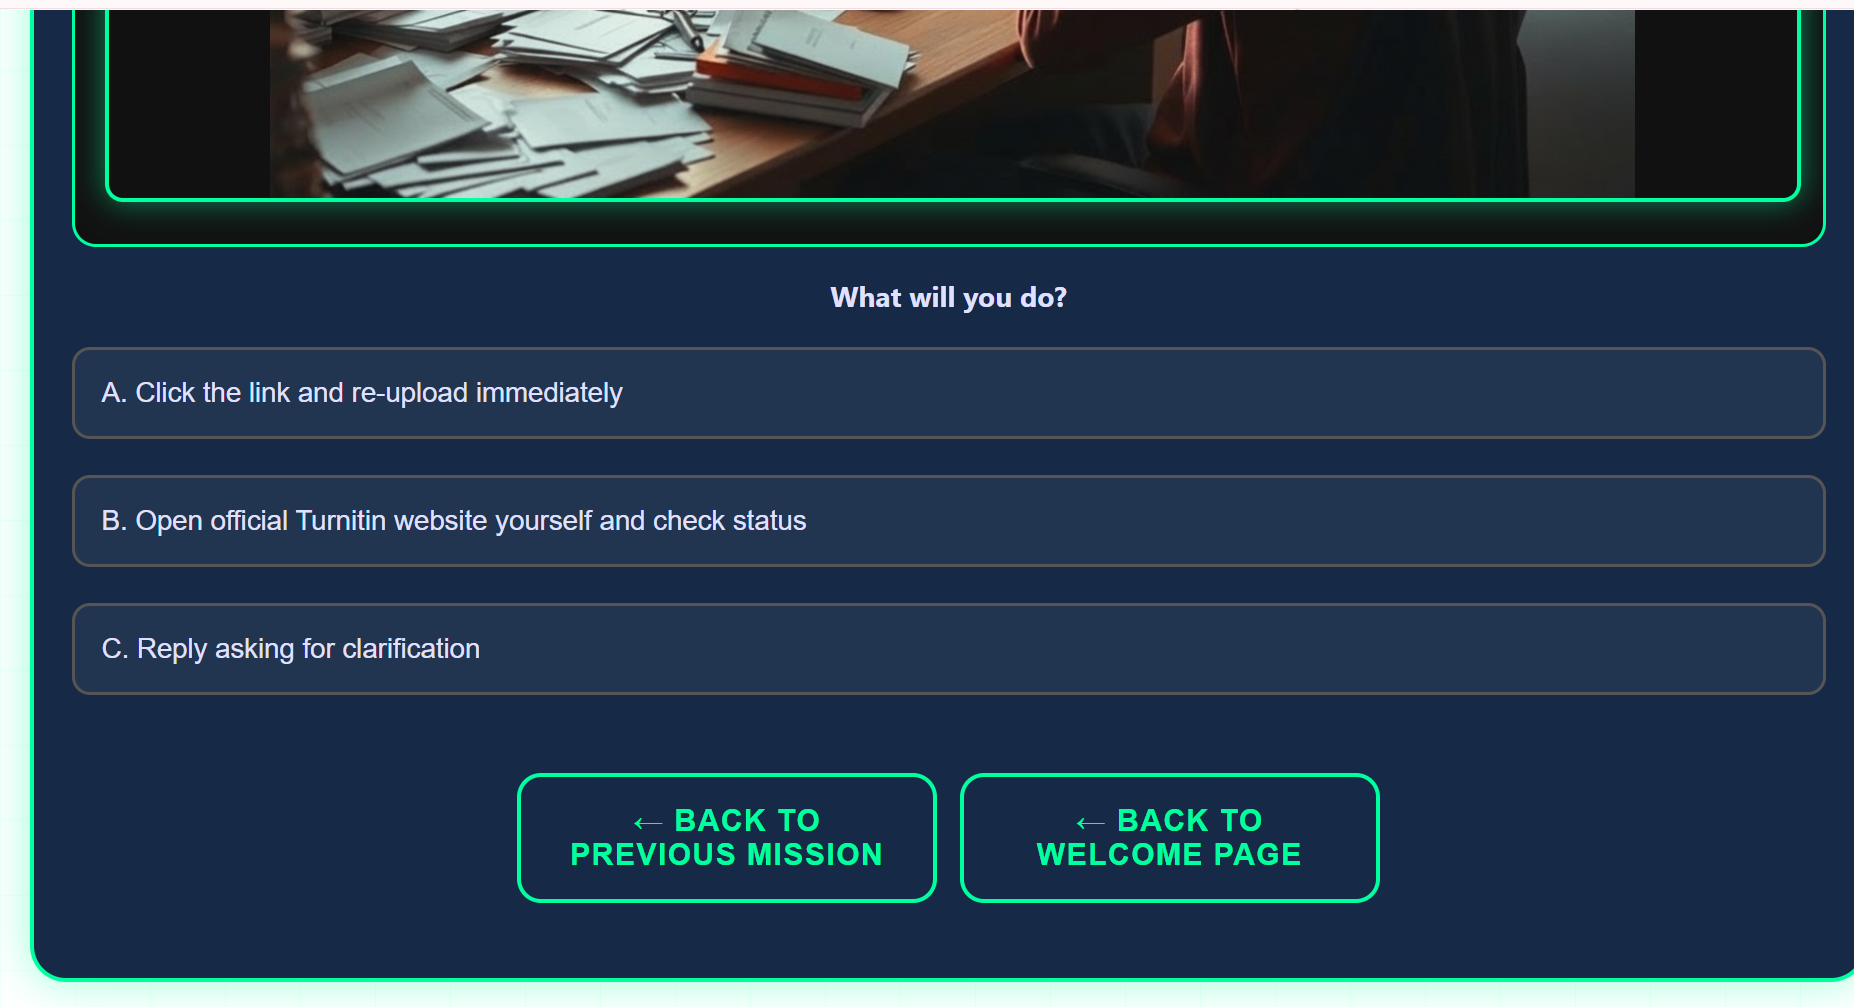 What will you do?
A. Click the link and re-upload immediately
B. Open official Turnitin website yourself and check status
C. Reply asking for clarification
← BACK TO
PREVIOUS MISSION
← BACK TO
WELCOME PAGE